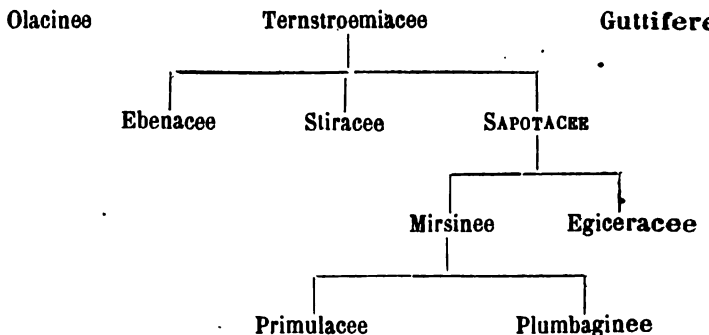 Olacinee Ternstroemiacee Guttifere
Ebenacee Stiracee SAPOTACEE
Mirsinee Egiceracee
Primulacee Plumbaginee